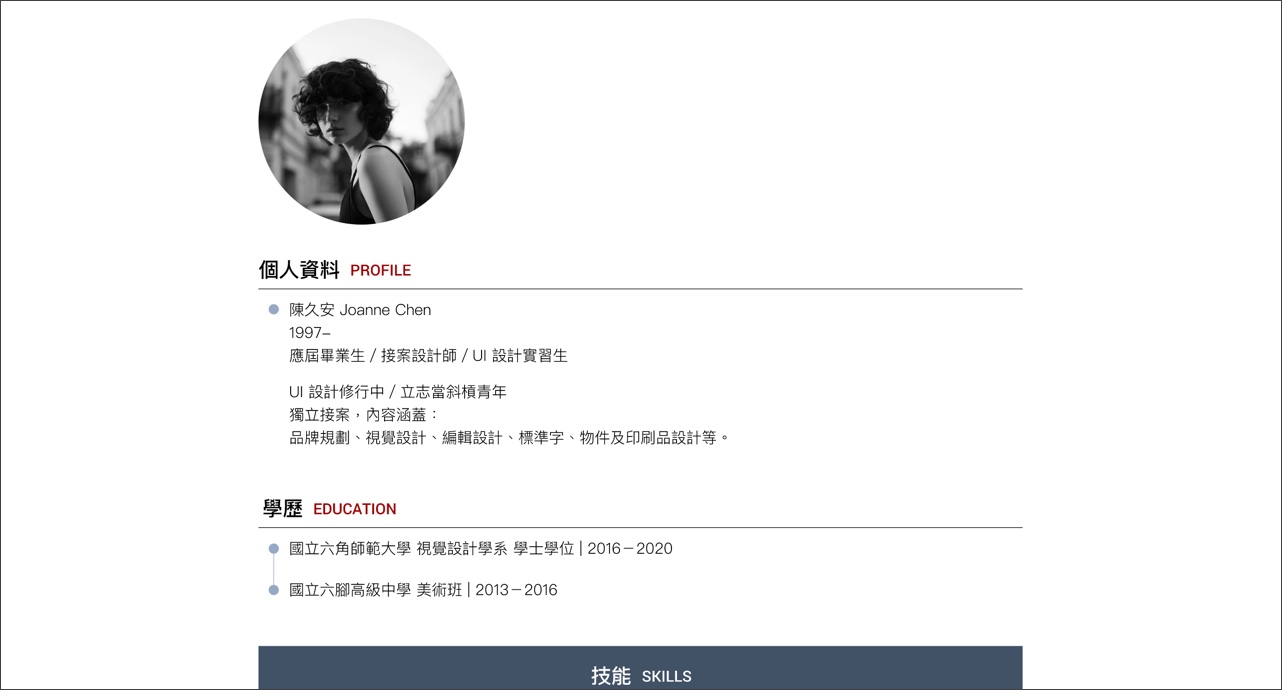 個人資料 PROFILE
陳久安 Joanne Chen
1997–
應屆畢業生 / 接案設計師 / UI 設計實習生
UI 設計修行中 / 立志當斜槓青年
獨立接案，內容涵蓋：
品牌規劃、視覺設計、編輯設計、標準字、物件及印刷品設計等。
學歷 EDUCATION
國立六角師範大學 視覺設計學系 學士學位 | 2016－2020
國立六腳高級中學 美術班 | 2013－2016
技能 SKILLS